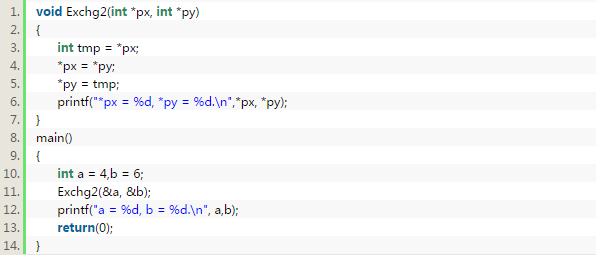 1. void Exchg2(int *px, int *py)
2. {
3. int tmp = *px;
4. *px = *py;
5. *py = tmp;
6. printf("*px = %d, *py = %d.\n",*px, *py);
7. }
8. main()
9. {
10. int a = 4,b = 6;
11. Exchg2(&a, &b);
12. printf("a = %d, b = %d.\n", a,b);
13. return(0);
14. }